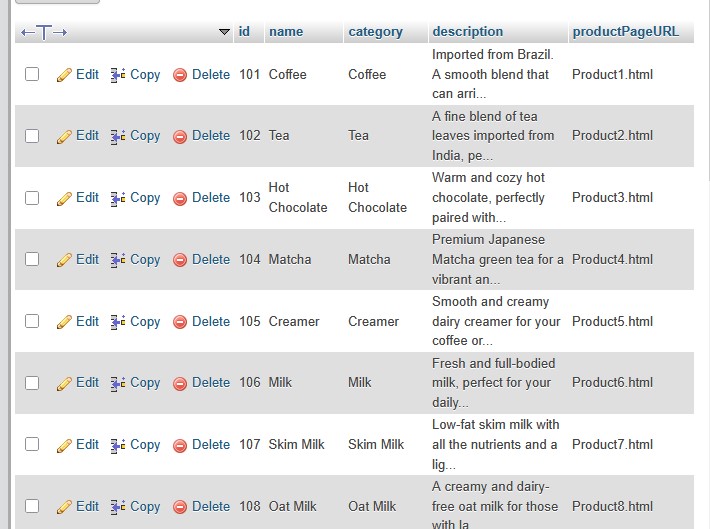 id name category description productPageURL
Imported from Brazil.
Edit Copy Delete 101 Coffee Coffee A smooth blend that Product1.html
can arri...
A fine blend of tea
Edit Copy Delete 102 Tea Tea leaves imported from Product2.html
India, pe...
Warm and cozy hot
Edit Copy Delete 103 Hot Chocolate Hot Chocolate chocolate, perfectly Product3.html
paired with...
Premium Japanese
Edit Copy Delete 104 Matcha Matcha Matcha green tea for a Product4.html
vibrant an...
Smooth and creamy
Edit Copy Delete 105 Creamer Creamer dairy creamer for your Product5.html
coffee or...
Fresh and full-bodied
Edit Copy Delete 106 Milk Milk milk, perfect for your Product6.html
daily...
Low-fat skim milk with
Edit Copy Delete 107 Skim Milk Skim Milk all the nutrients and a Product7.html
lig...
A creamy and dairy-
Edit Copy Delete 108 Oat Milk Oat Milk free oat milk for those Product8.html
with la